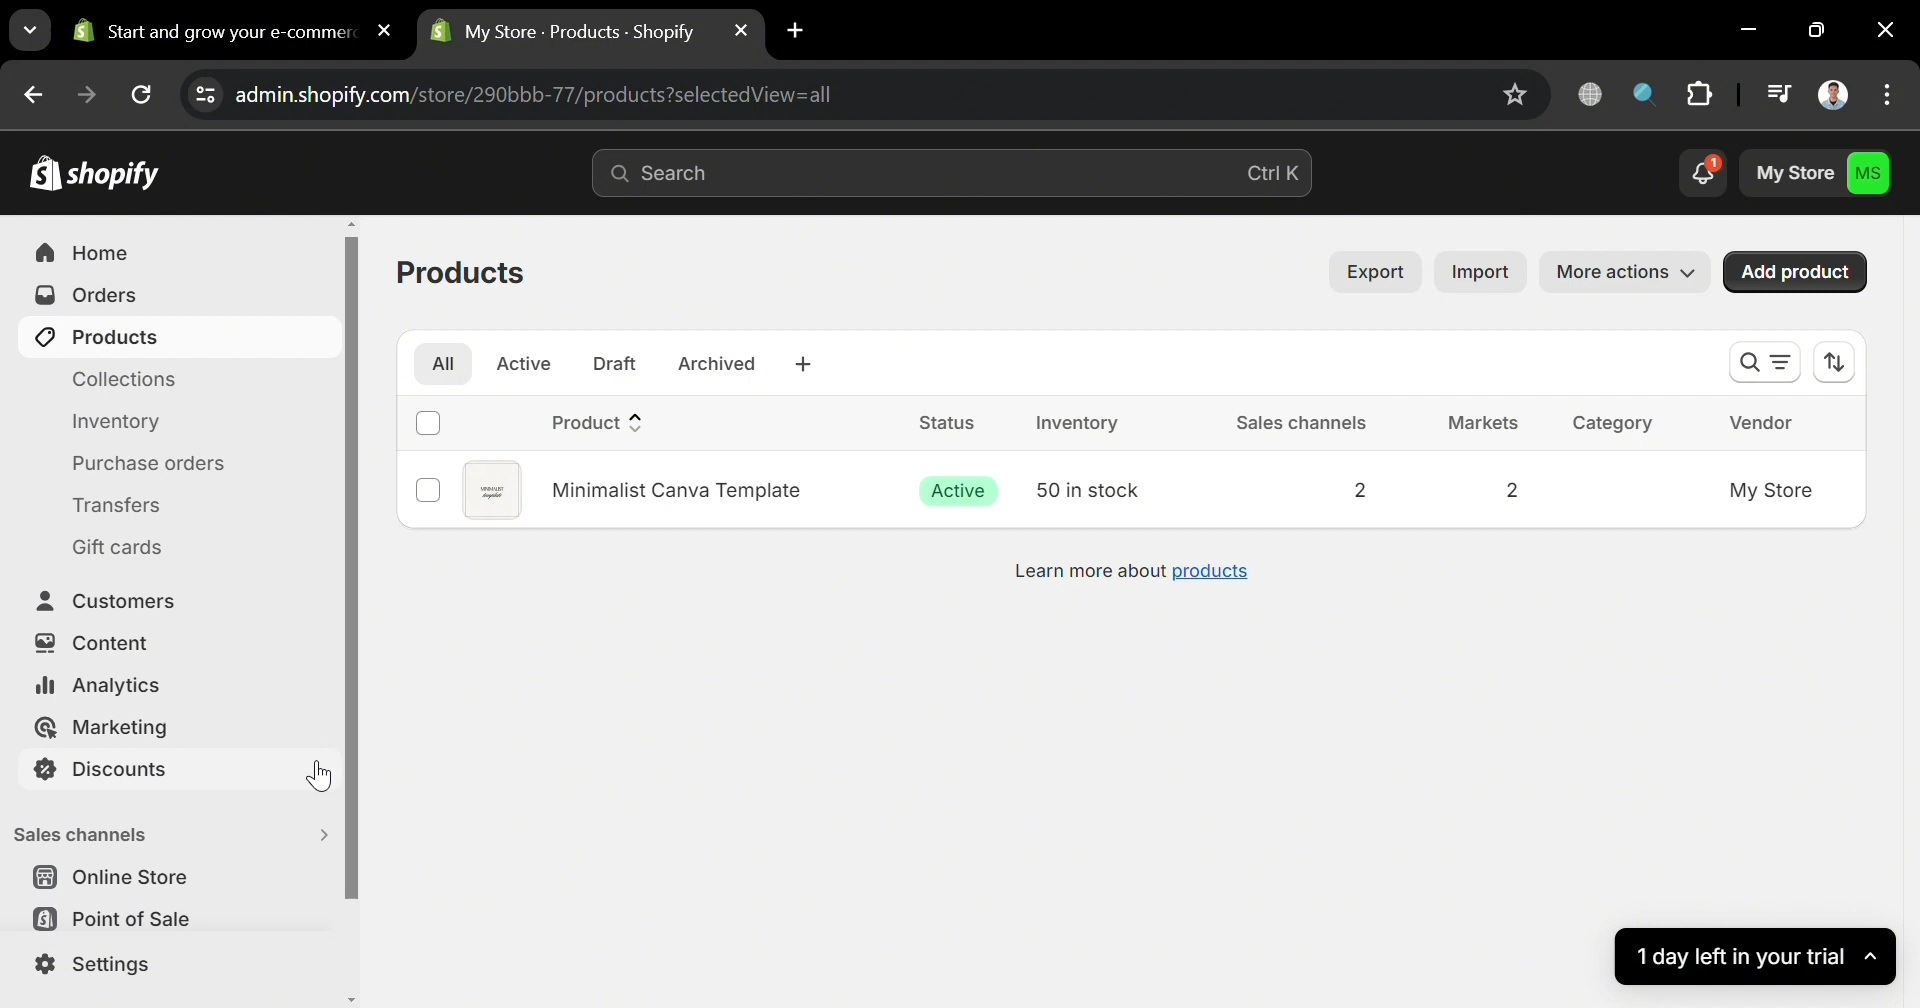 Start and grow your e-commerc
My Store · Products · Shopify
admin.shopify.com/store/290bbb-77/products?selectedView=all
shopify
Search
Ctrl K
1
My Store
MS
Home
Orders
Products
Collections
Inventory
Purchase orders
Transfers
Gift cards
Customers
Content
Analytics
Marketing
Discounts
Sales channels
Online Store
Point of Sale
Settings
Products
Export
Import
More actions
Add product
All
Active
Draft
Archived
Product
Status
Inventory
Sales channels
Markets
Category
Vendor
MINIMALIST
template
Minimalist Canva Template
Active
50 in stock
2
2
My Store
Learn more about products
1 day left in your trial